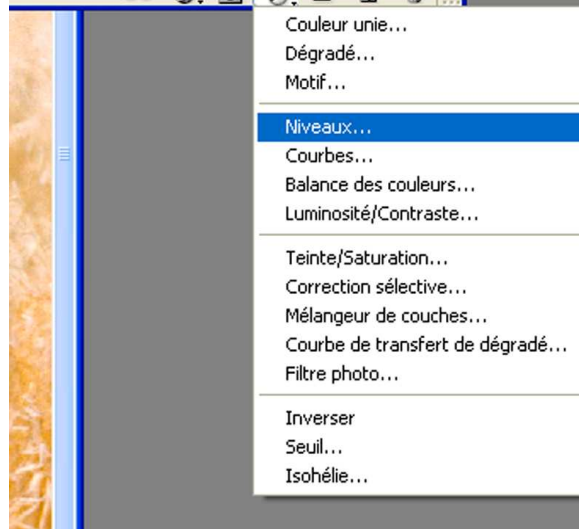 Couleur unie...
Dégradé...
Motif...
Niveaux...
Courbes...
Balance des couleurs...
Luminosité/Contraste...
Teinte/Saturation...
Correction sélective...
Mélangeur de couches...
Courbe de transfert de dégradé...
Filtre photo...
Inverser
Seuil...
Isohélie...